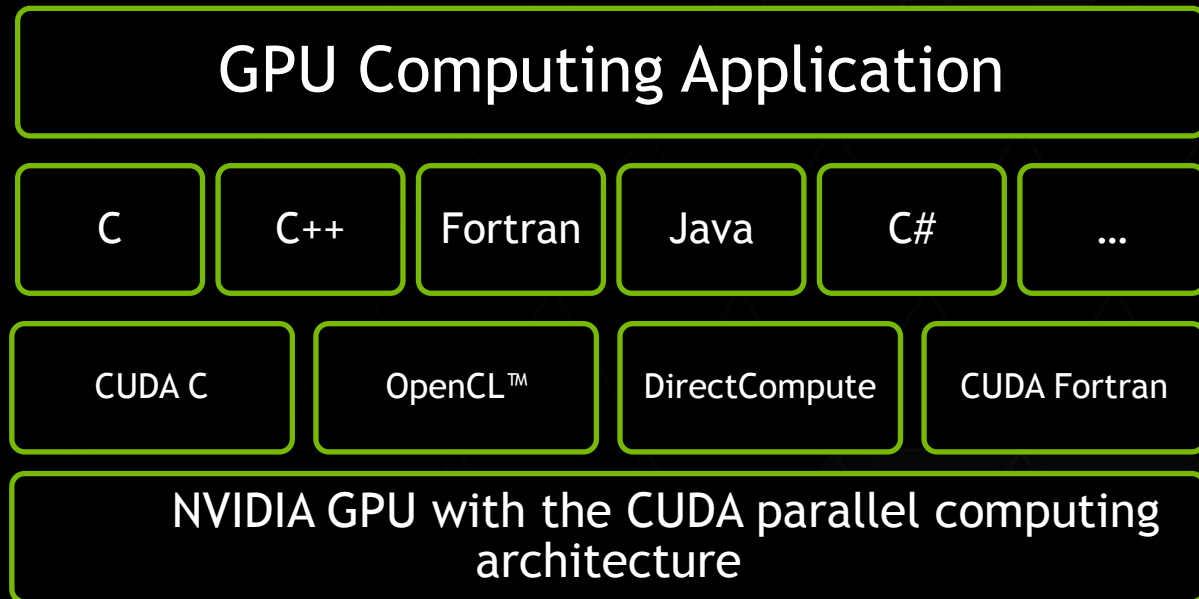 GPU Computing Application
C
C++
Fortran
Java
C#
...
CUDA C
OpenCL™
DirectCompute
CUDA Fortran
NVIDIA GPU with the CUDA parallel computing
architecture